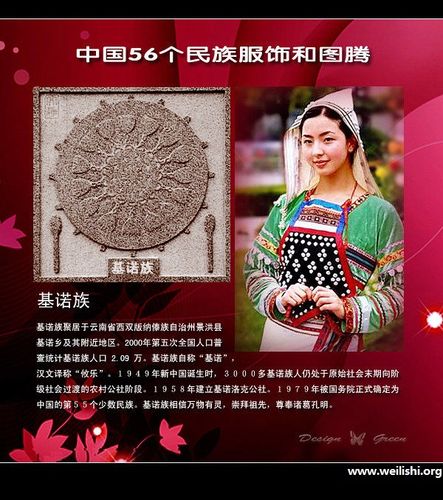 中国56个民族服饰和图腾
基诺族
基诺族
基诺族聚居于云南省西双版纳傣族自治州景洪县
基诺乡及其附近地区。2000年第五次全国人口普
查统计基诺族人口 2.09 万。基诺族自称“基诺”，
汉文译称“攸乐”。1949年新中国诞生时，3000多基诺族人仍处于原始社会末期向阶
级社会过渡的农村公社阶段。1958年建立基诺洛克公社。1979年被国务院正式确定为
中国的第55个少数民族。基诺族相信万物有灵，崇拜祖先，尊奉诸葛孔明。
Design Green
www.weilishi.org